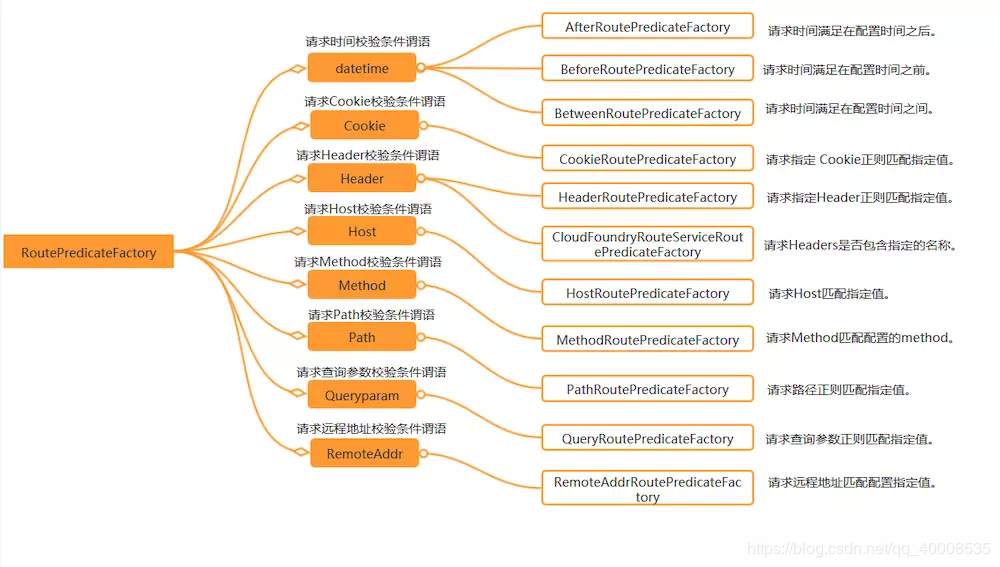 RoutePredicateFactory
请求时间校验条件谓语
datetime
AfterRoutePredicateFactory
请求时间满足在配置时间之后。
BeforeRoutePredicateFactory
请求时间满足在配置时间之前。
BetweenRoutePredicateFactory
请求时间满足在配置时间之间。
请求Cookie校验条件谓语
Cookie
CookieRoutePredicateFactory
请求指定 Cookie正则匹配指定值。
请求Header校验条件谓语
Header
HeaderRoutePredicateFactory
请求指定Header正则匹配指定值。
CloudFoundryRouteServiceRout
ePredicateFactory
请求Headers是否包含指定的名称。
请求Host校验条件谓语
Host
HostRoutePredicateFactory
请求Host匹配指定值。
请求Method校验条件谓语
Method
MethodRoutePredicateFactory
请求Method匹配配置的method。
请求Path校验条件谓语
Path
PathRoutePredicateFactory
请求路径正则匹配指定值。
请求查询参数校验条件谓语
Queryparam
QueryRoutePredicateFactory
请求查询参数正则匹配指定值。
请求远程地址校验条件谓语
RemoteAddr
RemoteAddrRoutePredicateFac
tory
请求远程地址匹配配置指定值。
https://blog.csdn.net/qq_40008535